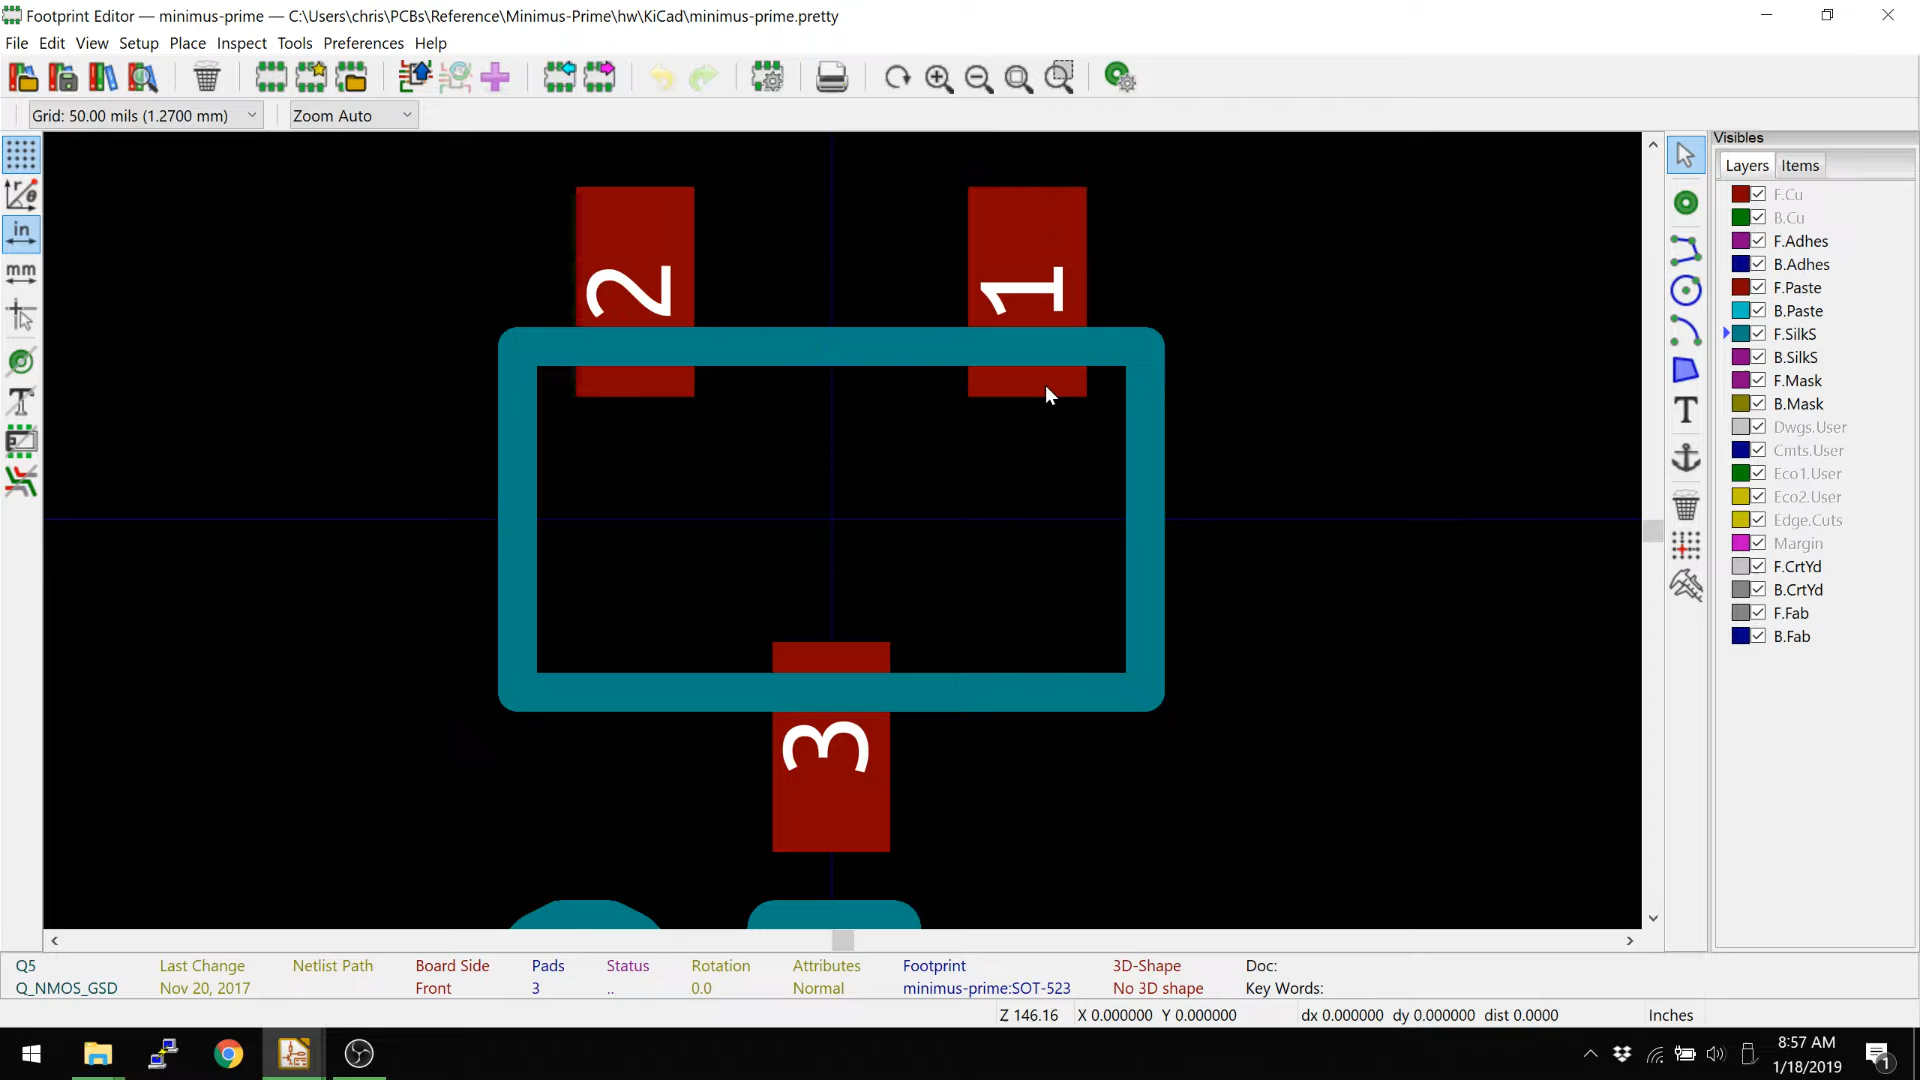 Footprint Editor — minimus-prime — C:\Users\chris\PCBs\Reference\Minimus-Prime\hw\KiCad\minimus-prime.pretty
File Edit View Setup Place Inspect Tools Preferences Help
Grid: 50.00 mils (1.2700 mm) Zoom Auto
Visibles
Layers Items
F.Cu
B.Cu
F.Adhes
B.Adhes
F.Paste
B.Paste
F.SilkS
B.SilkS
F.Mask
B.Mask
Dwgs.User
Cmts.User
Eco1.User
Eco2.User
Edge.Cuts
Margin
F.CrtYd
B.CrtYd
F.Fab
B.Fab
in
mm
2 1
3
Q5 Last Change Netlist Path Board Side Pads Status Rotation Attributes Footprint 3D-Shape Doc:
Q_NMOS_GSD Nov 20, 2017 Front 3 .. 0.0 Normal minimus-prime:SOT-523 No 3D shape Key Words:
Z 146.16 X 0.000000 Y 0.000000 dx 0.000000 dy 0.000000 dist 0.0000 Inches
8:57 AM
1/18/2019
1